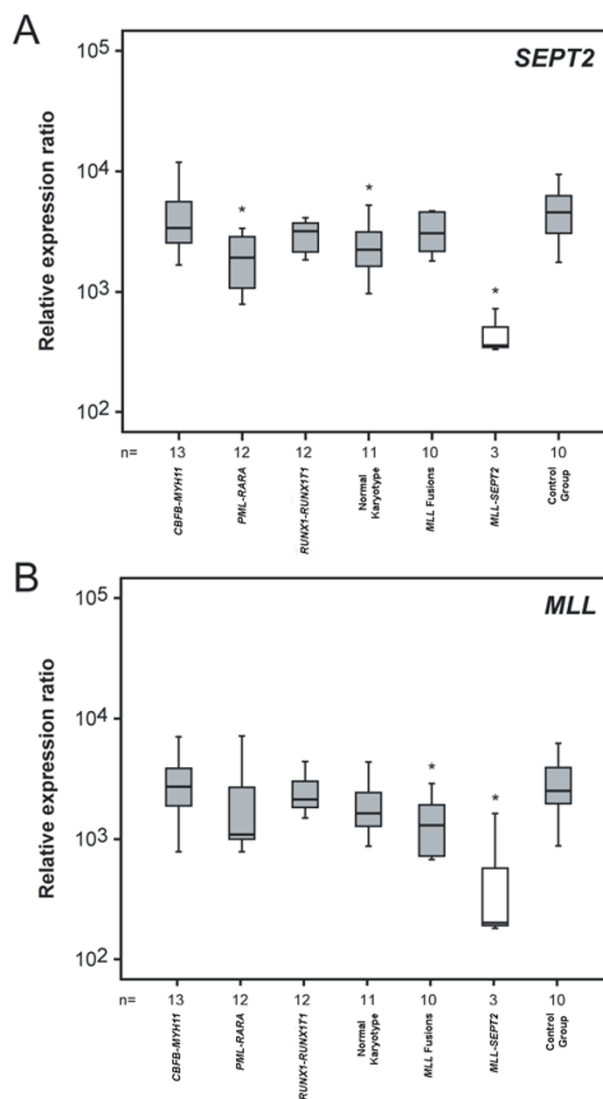 A
SEPT2
Relative expression ratio
10⁵
10⁴
10³
10²
*
*
*
n= 13 12 12 11 10 3 10
CBFB-MYH11
PML-RARA
RUNX1-RUNX1T1
Normal
Karyotype
MLL Fusions
MLL-SEPT2
Control
Group
B
MLL
Relative expression ratio
10⁵
10⁴
10³
10²
*
*
n= 13 12 12 11 10 3 10
CBFB-MYH11
PML-RARA
RUNX1-RUNX1T1
Normal
Karyotype
MLL Fusions
MLL-SEPT2
Control
Group